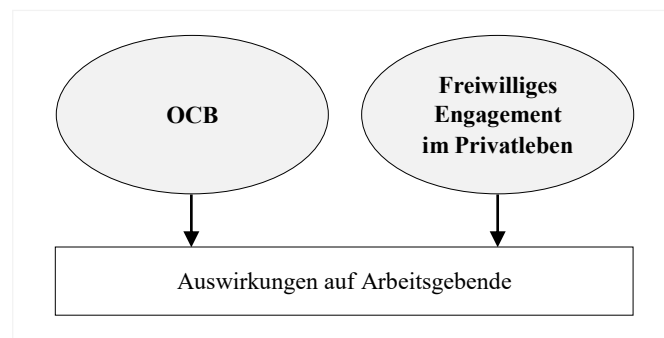 OCB
Freiwilliges
Engagement
im Privatleben
Auswirkungen auf Arbeitsgebende